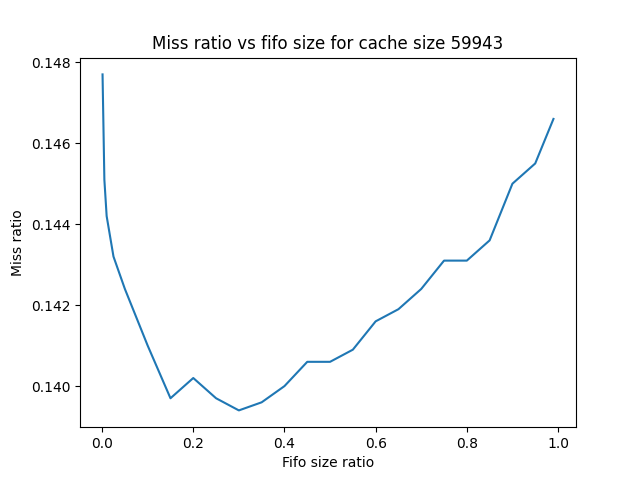 Miss ratio vs fifo size for cache size 59943
0.148
0.146
0.144
0.142
0.140
Miss ratio
0.0 0.2 0.4 0.6 0.8 1.0
Fifo size ratio